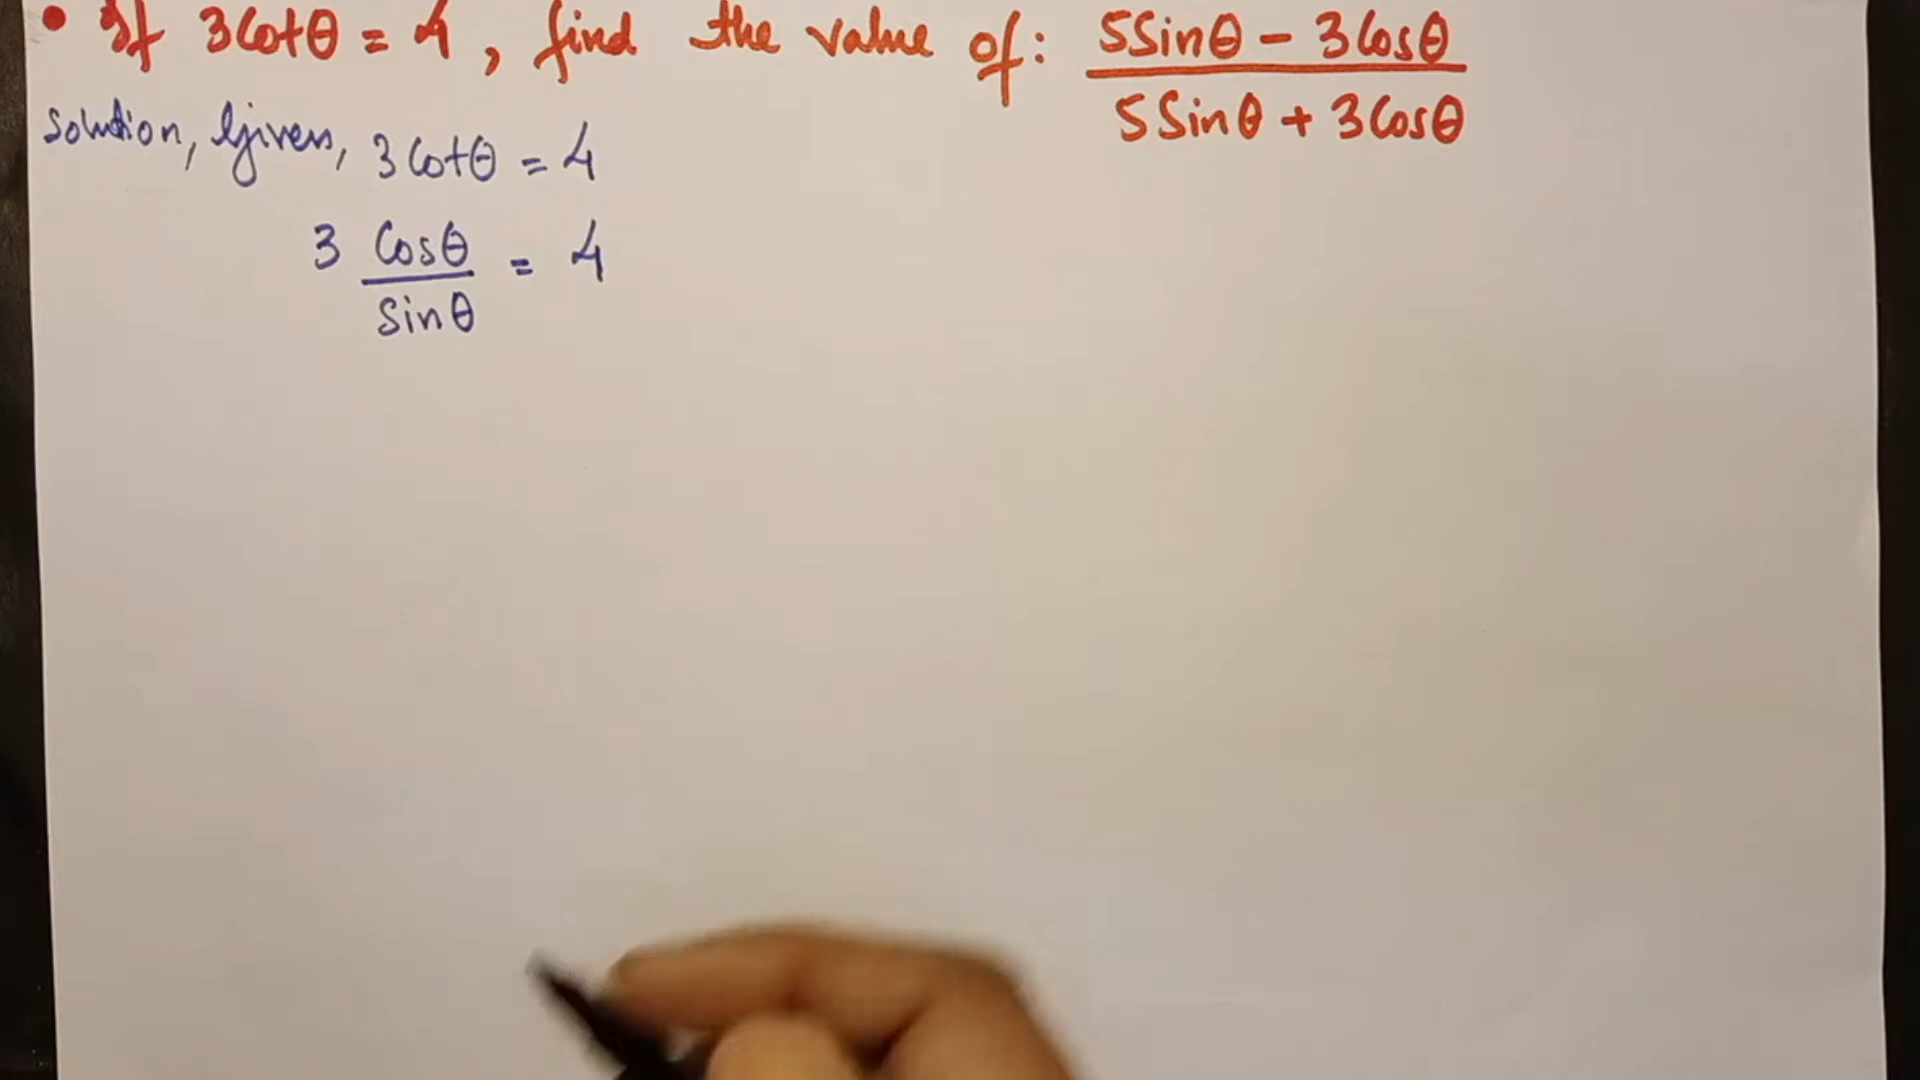 • If 3Cotθ = 4, find the value of: 5Sinθ - 3Cosθ / 5Sinθ + 3Cosθ
Solution, Given, 3Cotθ = 4
3 Cosθ / Sinθ = 4